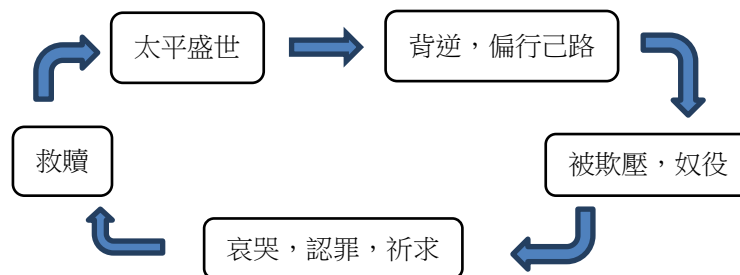 太平盛世
背逆，偏行己路
救贖
被欺壓，奴役
哀哭，認罪，祈求